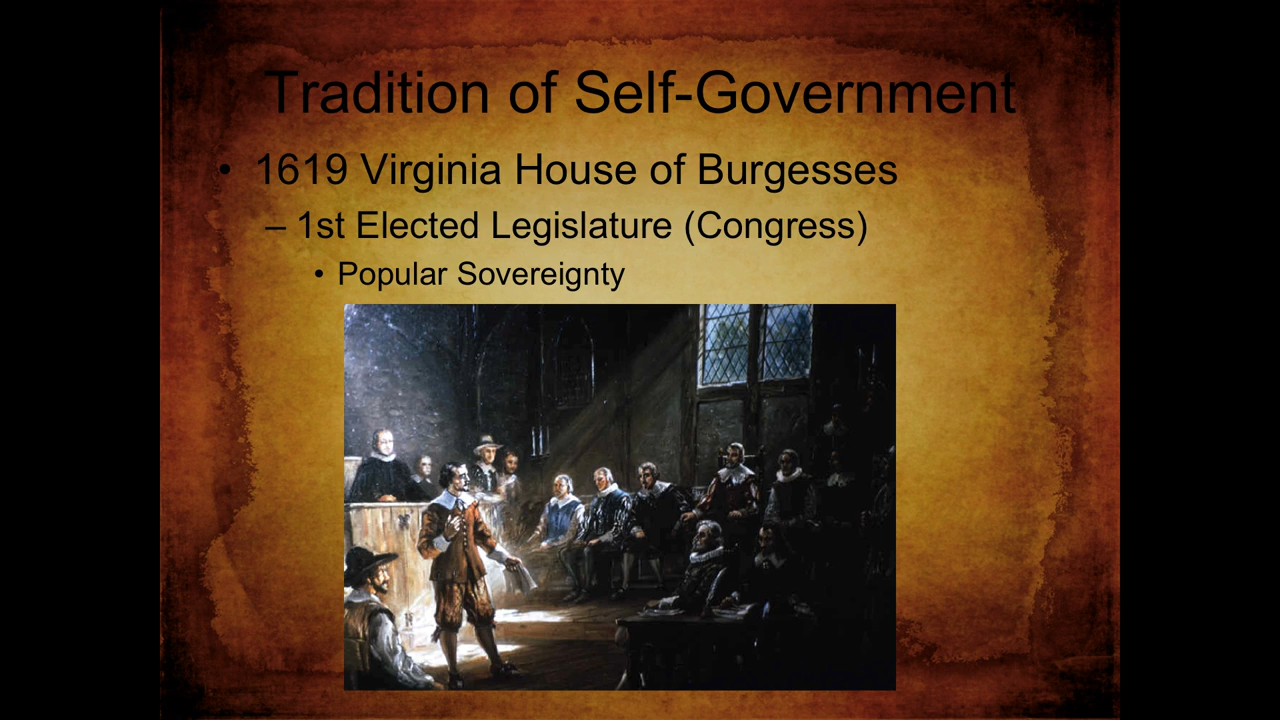 Tradition of Self-Government
• 1619 Virginia House of Burgesses
– 1st Elected Legislature (Congress)
• Popular Sovereignty